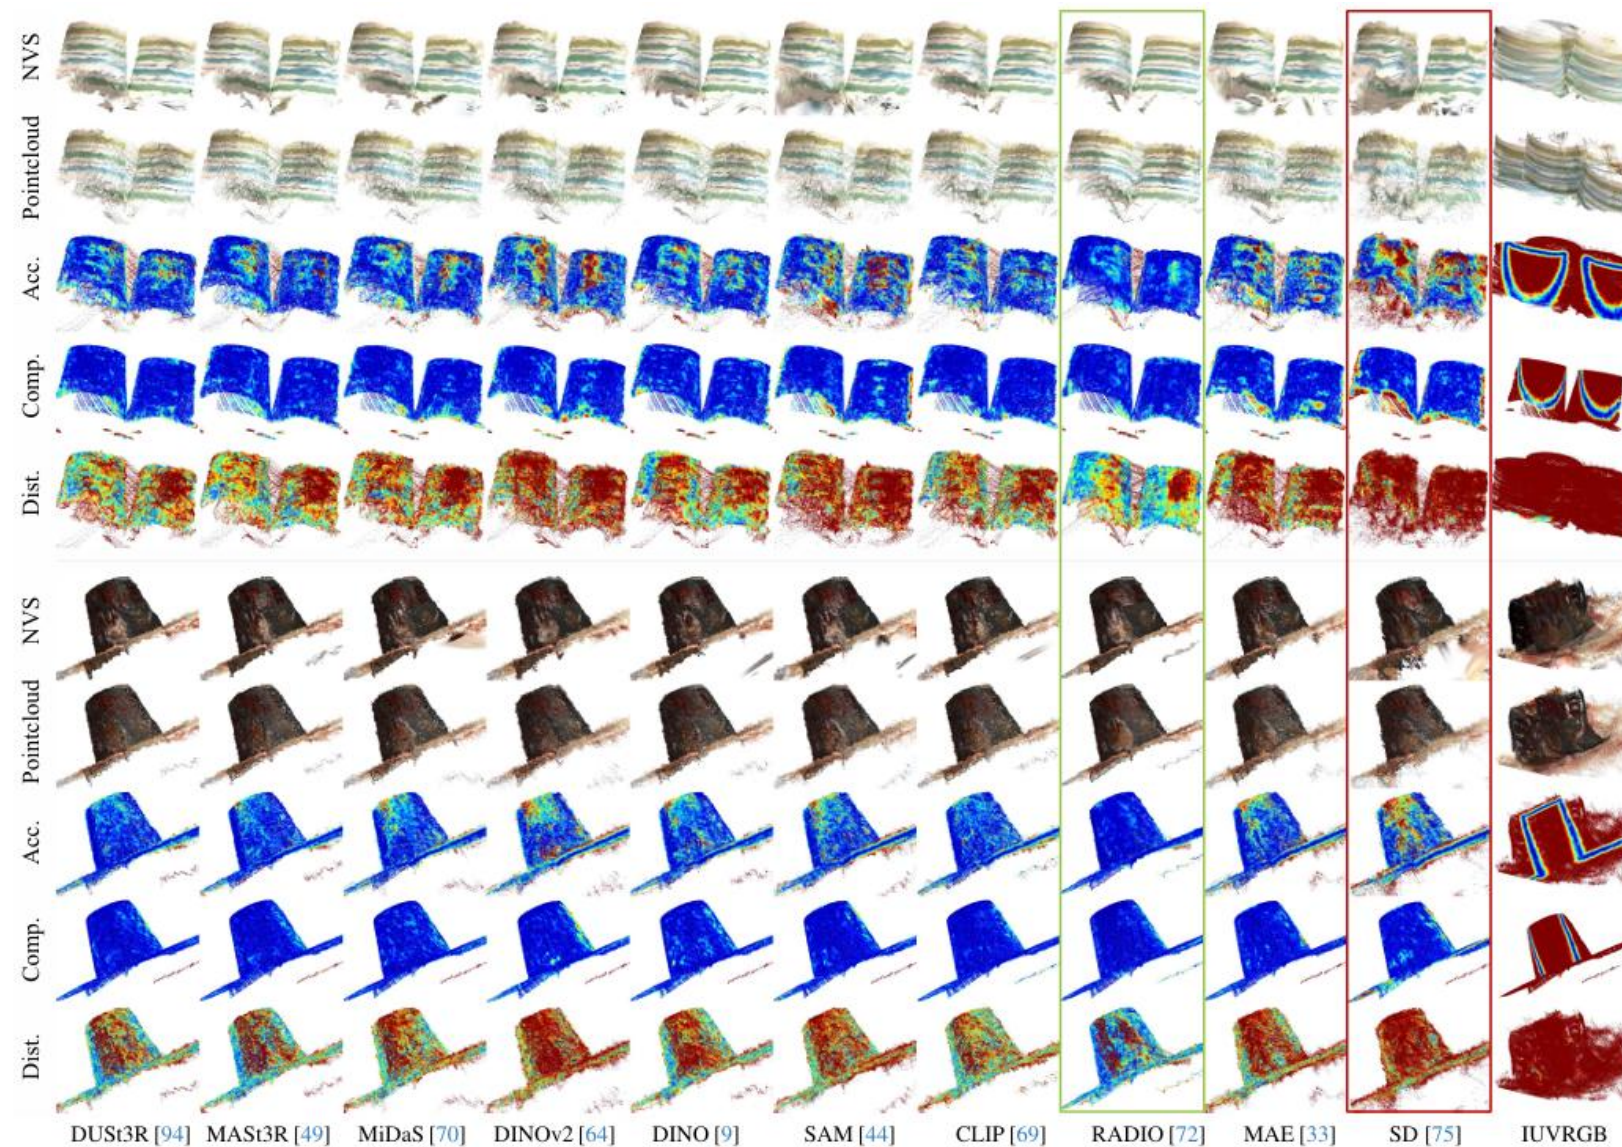 NVS
Pointcloud
Acc.
Comp.
Dist.
NVS
Pointcloud
Acc.
Comp.
Dist.
DUSt3R [94] MASt3R [49] MiDaS [70] DINOv2 [64] DINO [9] SAM [44] CLIP [69] RADIO [72] MAE [33] SD [75] IUVRGB